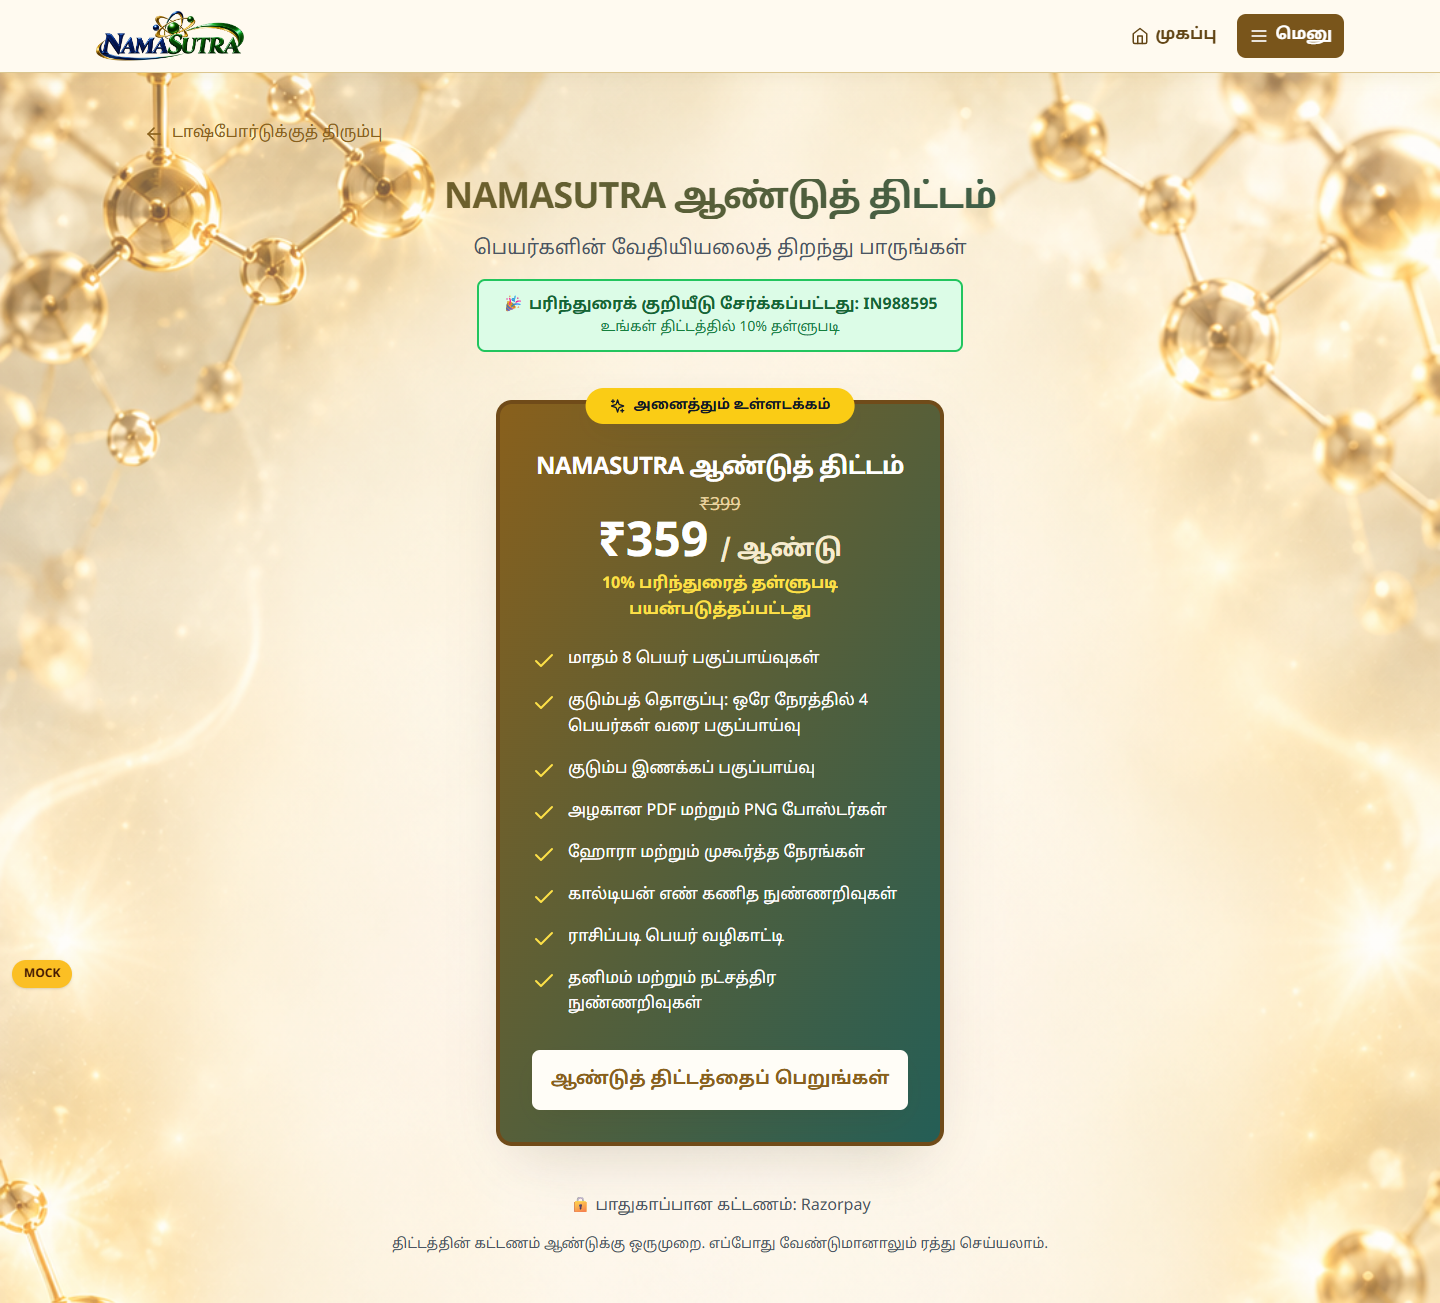 NAMASUTRA
முகப்பு
மெனு
டாஷ்போர்டுக்குத் திரும்பு
NAMASUTRA ஆண்டுத் திட்டம்
பெயர்களின் வேதியியலைத் திறந்து பாருங்கள்
🎉 பரிந்துரைக் குறியீடு சேர்க்கப்பட்டது: IN988595
உங்கள் திட்டத்தில் 10% தள்ளுபடி
அனைத்தும் உள்ளடக்கம்
NAMASUTRA ஆண்டுத் திட்டம்
₹399
₹359 / ஆண்டு
10% பரிந்துரைத் தள்ளுபடி
பயன்படுத்தப்பட்டது
மாதம் 8 பெயர் பகுப்பாய்வுகள்
குடும்பத் தொகுப்பு: ஒரே நேரத்தில் 4
பெயர்கள் வரை பகுப்பாய்வு
குடும்ப இணக்கப் பகுப்பாய்வு
அழகான PDF மற்றும் PNG போஸ்டர்கள்
ஹோரா மற்றும் முகூர்த்த நேரங்கள்
கால்டியன் எண் கணித நுண்ணறிவுகள்
ராசிப்படி பெயர் வழிகாட்டி
தனிமம் மற்றும் நட்சத்திர
நுண்ணறிவுகள்
MOCK
ஆண்டுத் திட்டத்தைப் பெறுங்கள்
🔒 பாதுகாப்பான கட்டணம்: Razorpay
திட்டத்தின் கட்டணம் ஆண்டுக்கு ஒருமுறை. எப்போது வேண்டுமானாலும் ரத்து செய்யலாம்.